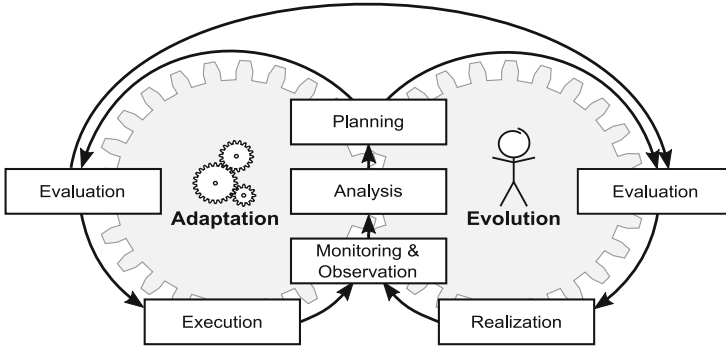 Planning
Evaluation
Analysis
Evaluation
Adaptation
Evolution
Monitoring &
Observation
Execution
Realization